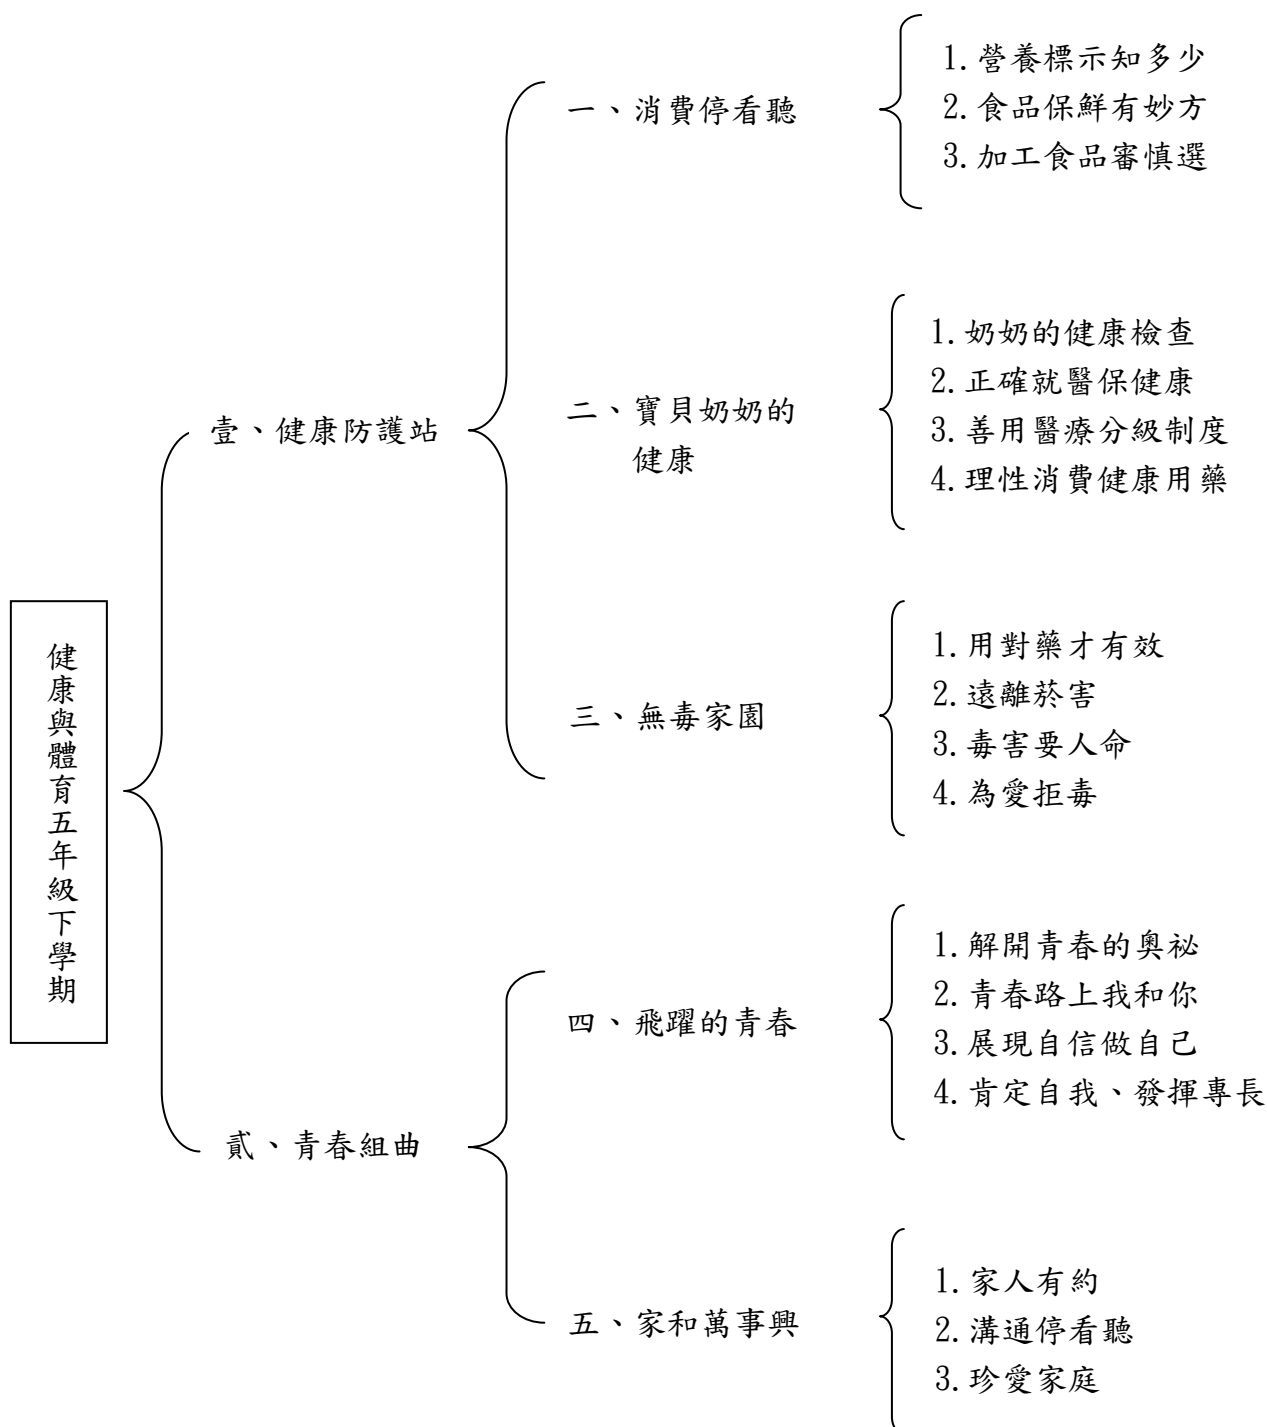 健康與體育五年級下學期
壹、健康防護站
一、消費停看聽
1.營養標示知多少
2.食品保鮮有妙方
3.加工食品審慎選
二、寶貝奶奶的
健康
1.奶奶的健康檢查
2.正確就醫保健康
3.善用醫療分級制度
4.理性消費健康用藥
三、無毒家園
1.用對藥才有效
2.遠離菸害
3.毒害要人命
4.為愛拒毒
貳、青春組曲
四、飛躍的青春
1.解開青春的奧祕
2.青春路上我和你
3.展現自信做自己
4.肯定自我、發揮專長
五、家和萬事興
1.家人有約
2.溝通停看聽
3.珍愛家庭